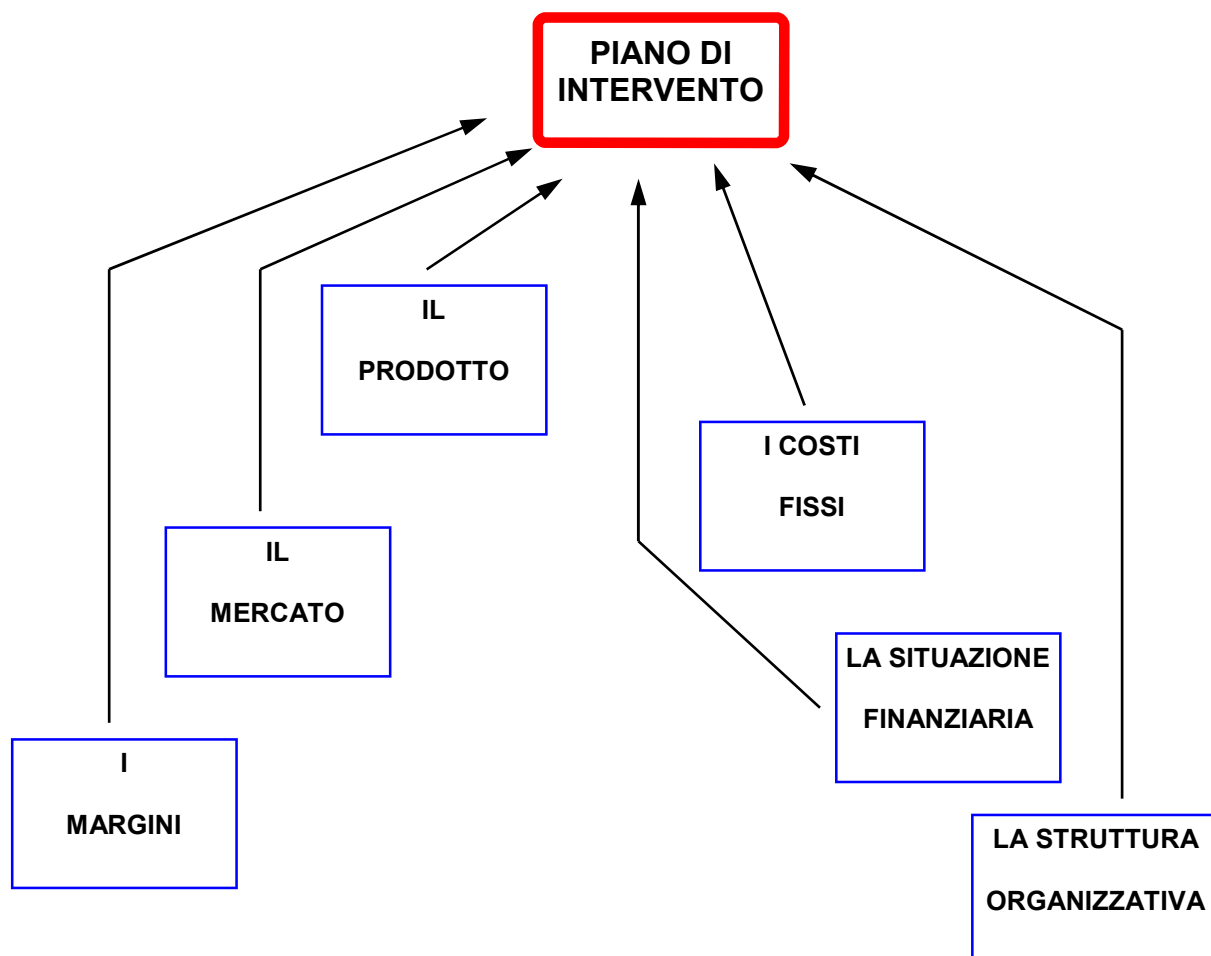 PIANO DI
INTERVENTO
IL
PRODOTTO
I COSTI
FISSI
IL
MERCATO
LA SITUAZIONE
FINANZIARIA
I
MARGINI
LA STRUTTURA
ORGANIZZATIVA